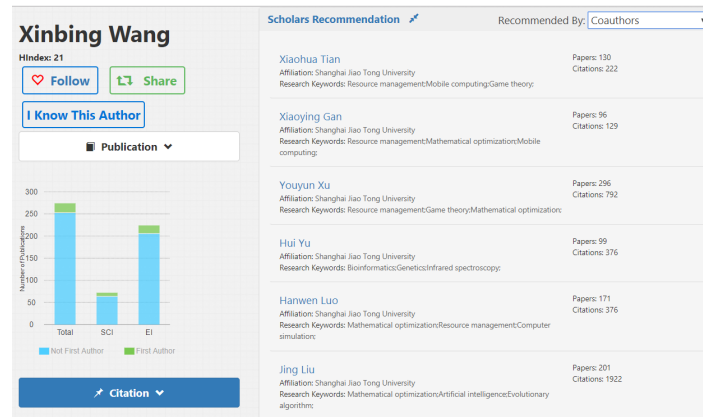 Xinbing Wang
HIndex: 21
Follow
Share
I Know This Author
Publication
300
250
200
150
100
50
0
Number of Publications
Total
SCI
EI
Not First Author
First Author
Citation
Scholars Recommendation
Recommended By: Coauthors
Xiaohua Tian
Affiliation: Shanghai Jiao Tong University
Research Keywords: Resource management;Mobile computing;Game theory;
Papers: 130
Citations: 222
Xiaoying Gan
Affiliation: Shanghai Jiao Tong University
Research Keywords: Resource management;Mathematical optimization;Mobile
computing;
Papers: 96
Citations: 129
Youyun Xu
Affiliation: Shanghai Jiao Tong University
Research Keywords: Resource management;Game theory;Mathematical optimization;
Papers: 296
Citations: 792
Hui Yu
Affiliation: Shanghai Jiao Tong University
Research Keywords: Bioinformatics;Genetics;Infrared spectroscopy;
Papers: 99
Citations: 376
Hanwen Luo
Affiliation: Shanghai Jiao Tong University
Research Keywords: Mathematical optimization;Resource management;Computer
simulation;
Papers: 171
Citations: 376
Jing Liu
Affiliation: Shanghai Jiao Tong University
Research Keywords: Mathematical optimization;Artificial intelligence;Evolutionary
algorithm;
Papers: 201
Citations: 1922